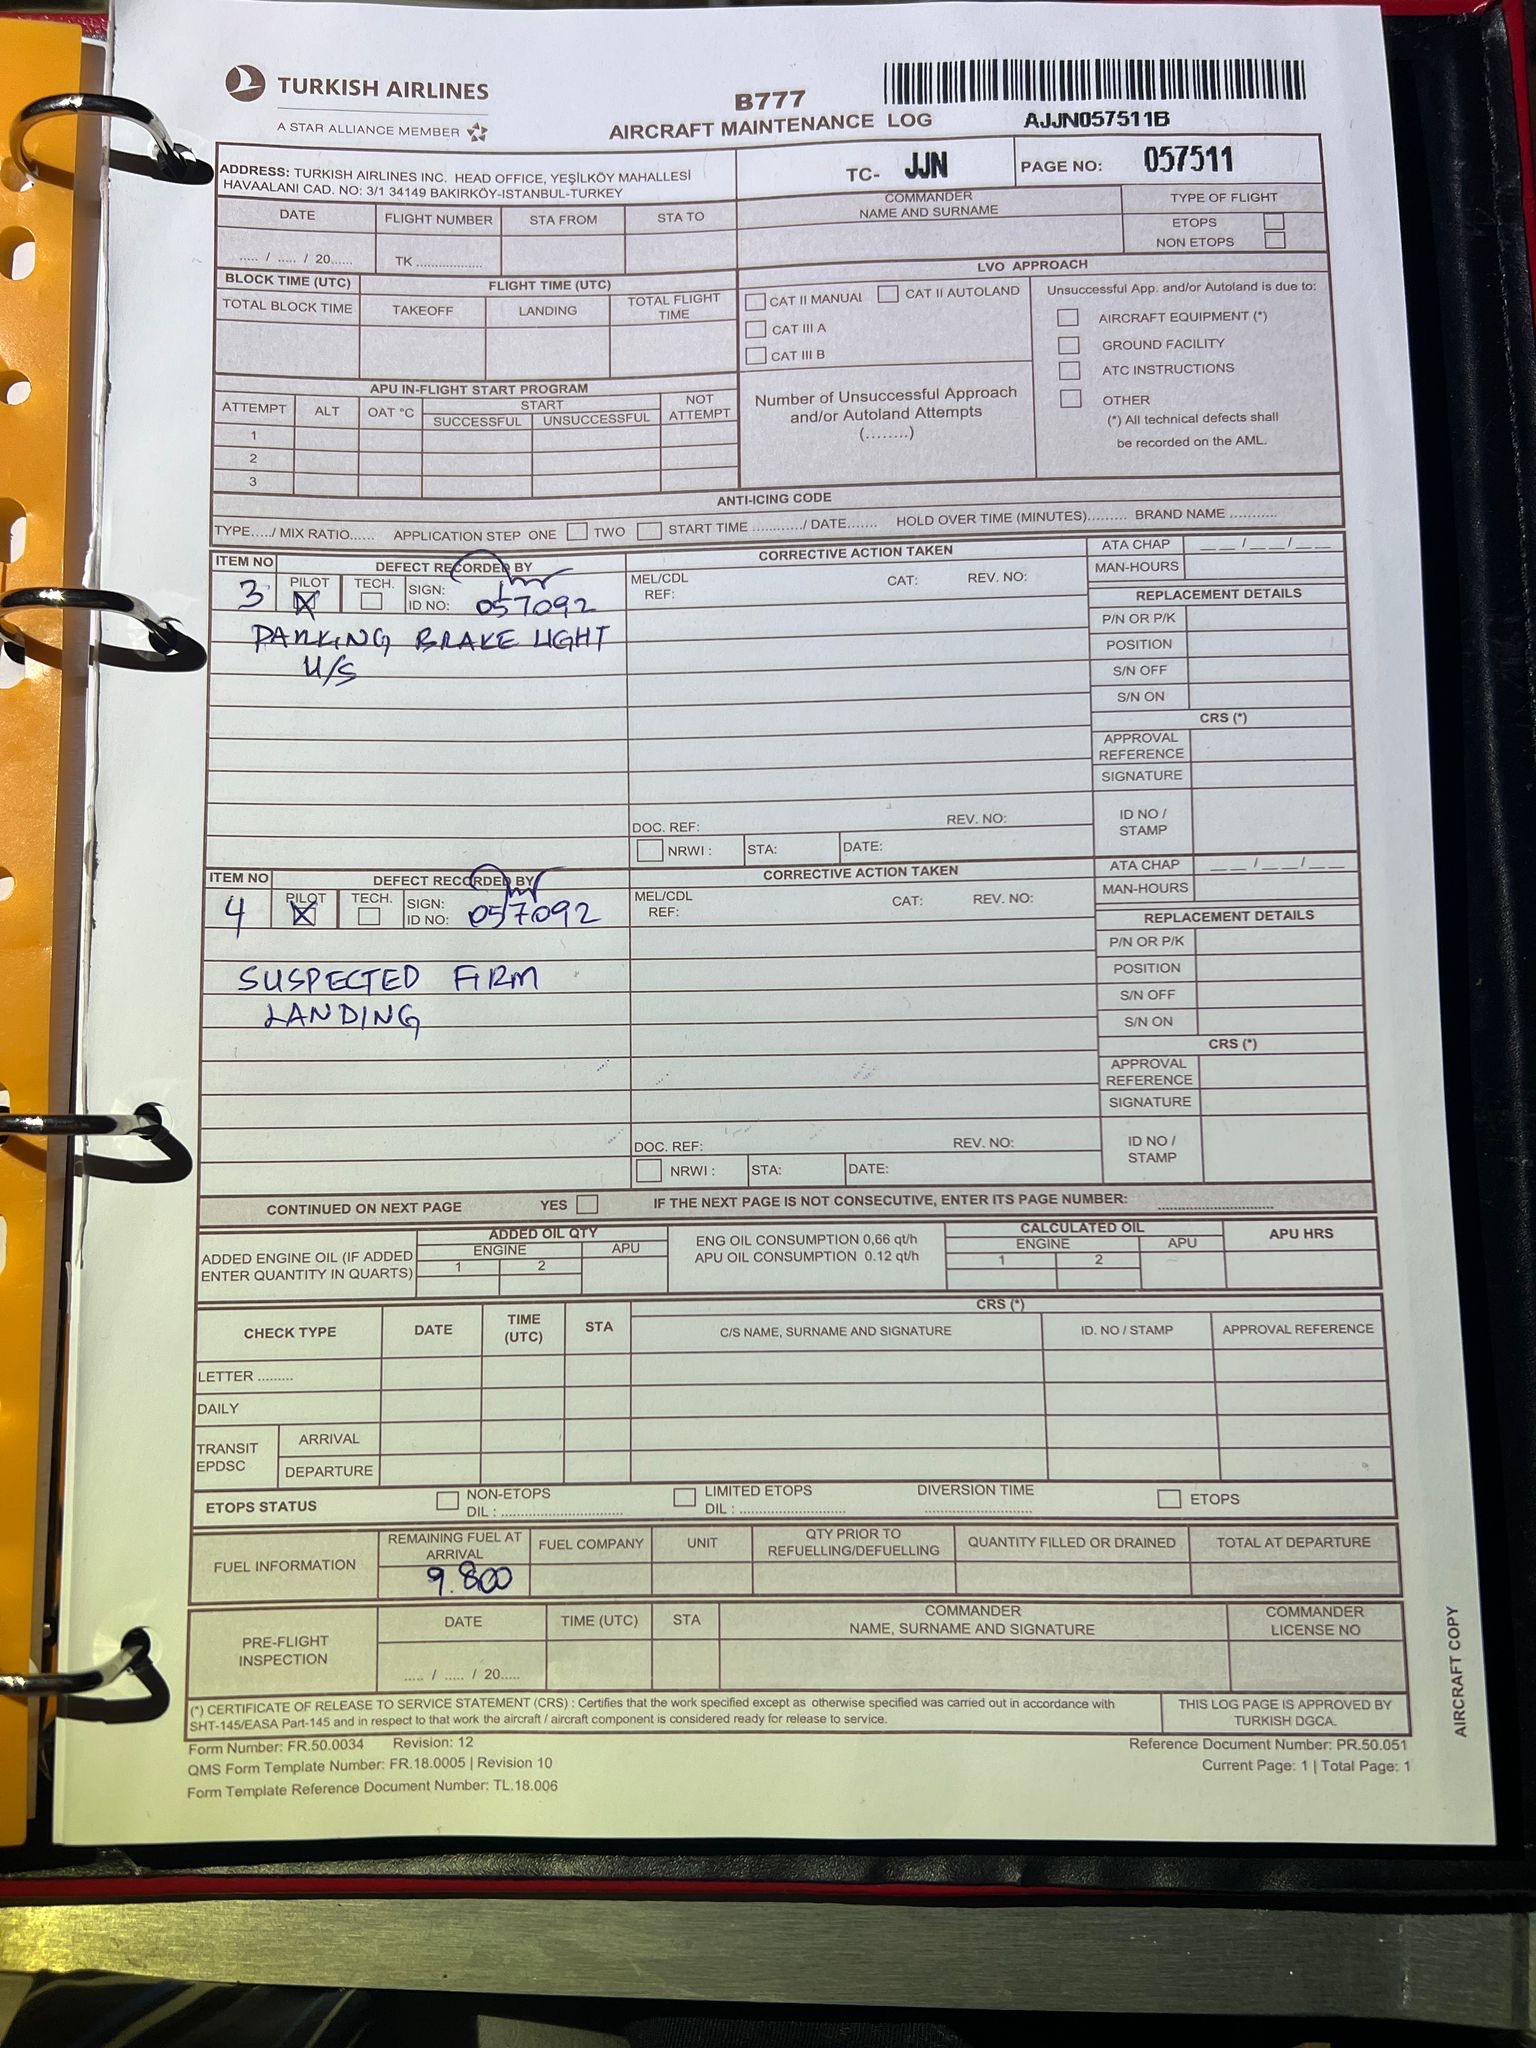 TURKISH AIRLINES
A STAR ALLIANCE MEMBER
B777
AIRCRAFT MAINTENANCE LOG
AJJN057511B
ADDRESS: TURKISH AIRLINES INC. HEAD OFFICE, YEŞİLKÖY MAHALLESİ
HAVAALANI CAD. NO: 3/1 34149 BAKIRKÖY-ISTANBUL-TURKEY
TC- JJN
PAGE NO: 057511
DATE
FLIGHT NUMBER
STA FROM
STA TO
COMMANDER
NAME AND SURNAME
TYPE OF FLIGHT
ETOPS
NON ETOPS
..... / ..... / 20......
TK ..................
BLOCK TIME (UTC)
FLIGHT TIME (UTC)
TOTAL BLOCK TIME
TAKEOFF
LANDING
TOTAL FLIGHT
TIME
LVO APPROACH
CAT II MANUAL
CAT II AUTOLAND
CAT III A
CAT III B
Unsuccessful App. and/or Autoland is due to:
AIRCRAFT EQUIPMENT (*)
GROUND FACILITY
ATC INSTRUCTIONS
OTHER
(*) All technical defects shall
be recorded on the AML.
Number of Unsuccessful Approach
and/or Autoland Attempts
(........)
APU IN-FLIGHT START PROGRAM
ATTEMPT
ALT
OAT °C
START
SUCCESSFUL
UNSUCCESSFUL
NOT
ATTEMPT
1
2
3
ANTI-ICING CODE
TYPE...../ MIX RATIO...... APPLICATION STEP ONE TWO START TIME ............/ DATE....... HOLD OVER TIME (MINUTES)......... BRAND NAME ...........
ITEM NO
DEFECT RECORDED BY
CORRECTIVE ACTION TAKEN
ATA CHAP __ __ / __ __ / __ __
MAN-HOURS
3
PILOT
TECH.
SIGN:
ID NO: 057092
MEL/CDL
REF:
CAT:
REV. NO:
REPLACEMENT DETAILS
PARKING BRAKE LIGHT
U/S
P/N OR P/K
POSITION
S/N OFF
S/N ON
CRS (*)
APPROVAL
REFERENCE
SIGNATURE
ID NO /
STAMP
DOC. REF:
REV. NO:
NRWI :
STA:
DATE:
ITEM NO
DEFECT RECORDED BY
CORRECTIVE ACTION TAKEN
ATA CHAP __ __ / __ __ / __ __
MAN-HOURS
4
PILOT
TECH.
SIGN:
ID NO: 057092
MEL/CDL
REF:
CAT:
REV. NO:
REPLACEMENT DETAILS
SUSPECTED FIRM
LANDING
P/N OR P/K
POSITION
S/N OFF
S/N ON
CRS (*)
APPROVAL
REFERENCE
SIGNATURE
ID NO /
STAMP
DOC. REF:
REV. NO:
NRWI :
STA:
DATE:
CONTINUED ON NEXT PAGE YES IF THE NEXT PAGE IS NOT CONSECUTIVE, ENTER ITS PAGE NUMBER: ............................
ADDED ENGINE OIL (IF ADDED
ENTER QUANTITY IN QUARTS)
ADDED OIL QTY
ENGINE
APU
1
2
ENG OIL CONSUMPTION 0,66 qt/h
APU OIL CONSUMPTION 0.12 qt/h
CALCULATED OIL
ENGINE
APU
1
2
APU HRS
CHECK TYPE
DATE
TIME
(UTC)
STA
CRS (*)
C/S NAME, SURNAME AND SIGNATURE
ID. NO / STAMP
APPROVAL REFERENCE
LETTER .........
DAILY
TRANSIT
EPDSC
ARRIVAL
DEPARTURE
ETOPS STATUS
NON-ETOPS
DIL : ..............................
LIMITED ETOPS
DIL : ..........................
DIVERSION TIME
..........................
ETOPS
FUEL INFORMATION
REMAINING FUEL AT
ARRIVAL
9.800
FUEL COMPANY
UNIT
QTY PRIOR TO
REFUELLING/DEFUELLING
QUANTITY FILLED OR DRAINED
TOTAL AT DEPARTURE
PRE-FLIGHT
INSPECTION
DATE
..... / ..... / 20.....
TIME (UTC)
STA
COMMANDER
NAME, SURNAME AND SIGNATURE
COMMANDER
LICENSE NO
(*) CERTIFICATE OF RELEASE TO SERVICE STATEMENT (CRS) : Certifies that the work specified except as otherwise specified was carried out in accordance with
SHT-145/EASA Part-145 and in respect to that work the aircraft / aircraft component is considered ready for release to service.
THIS LOG PAGE IS APPROVED BY
TURKISH DGCA.
Form Number: FR.50.0034 Revision: 12
QMS Form Template Number: FR.18.0005 | Revision 10
Form Template Reference Document Number: TL.18.006
Reference Document Number: PR.50.051
Current Page: 1 | Total Page: 1
AIRCRAFT COPY